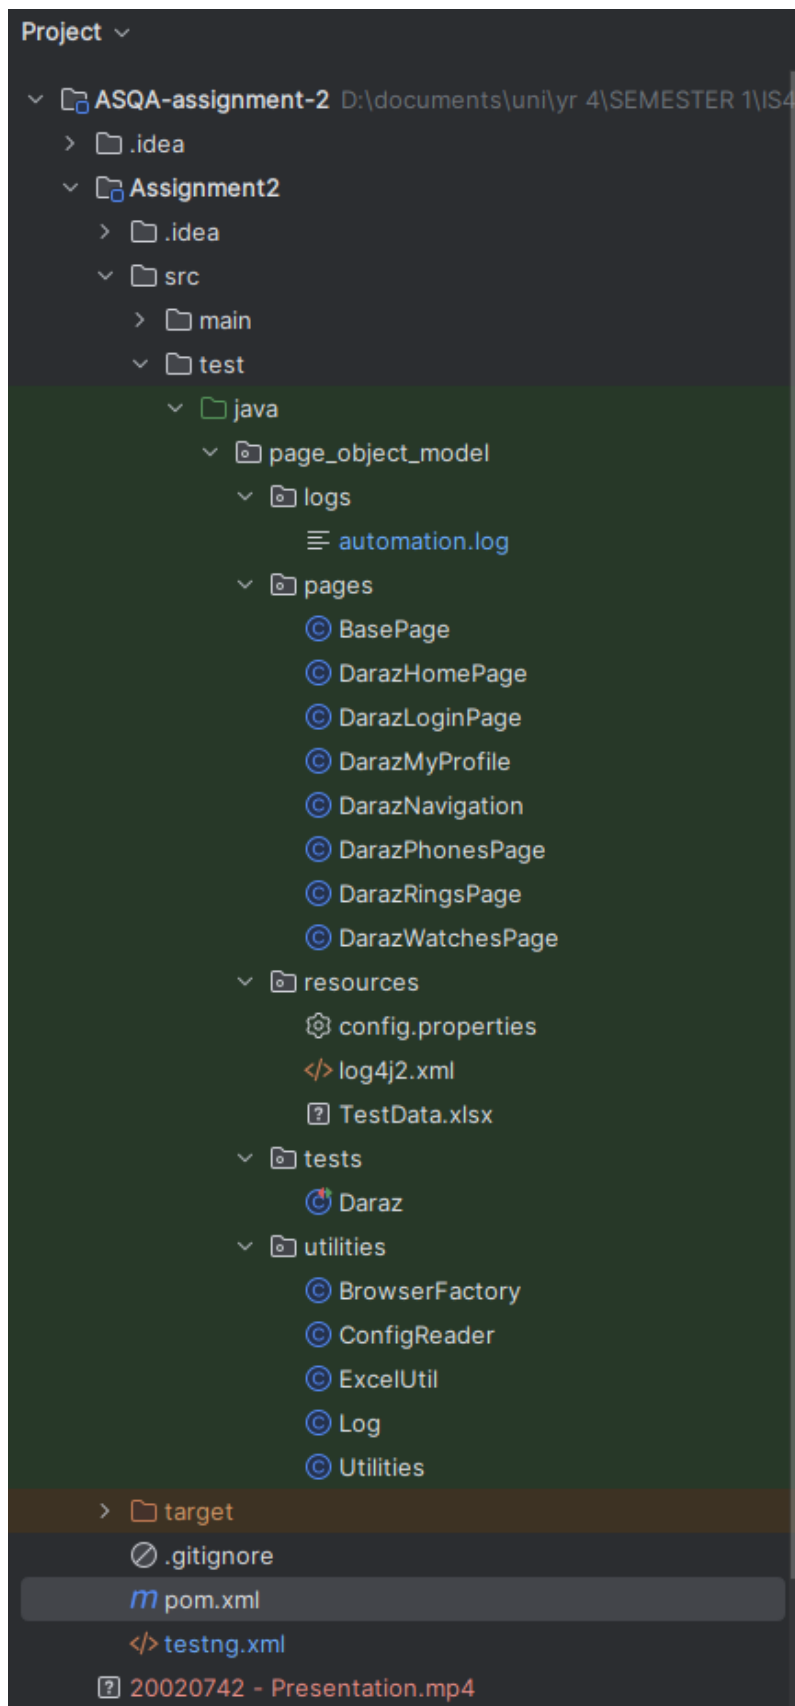 Project
ASQA-assignment-2 D:\documents\uni\yr 4\SEMESTER 1\IS4
.idea
Assignment2
.idea
src
main
test
java
page_object_model
logs
automation.log
pages
BasePage
DarazHomePage
DarazLoginPage
DarazMyProfile
DarazNavigation
DarazPhonesPage
DarazRingsPage
DarazWatchesPage
resources
config.properties
log4j2.xml
TestData.xlsx
tests
Daraz
utilities
BrowserFactory
ConfigReader
ExcelUtil
Log
Utilities
target
.gitignore
pom.xml
testng.xml
20020742 - Presentation.mp4